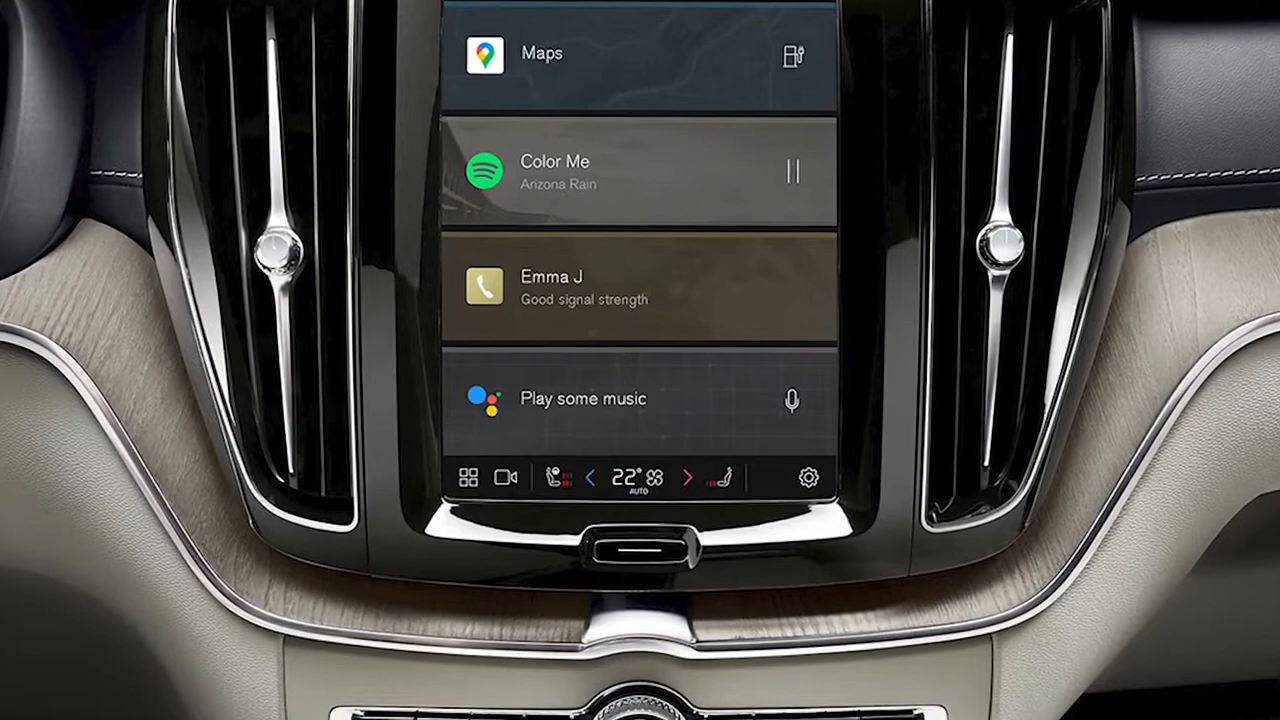 Maps
Color Me
Arizona Rain
Emma J
Good signal strength
Play some music
22°
AUTO